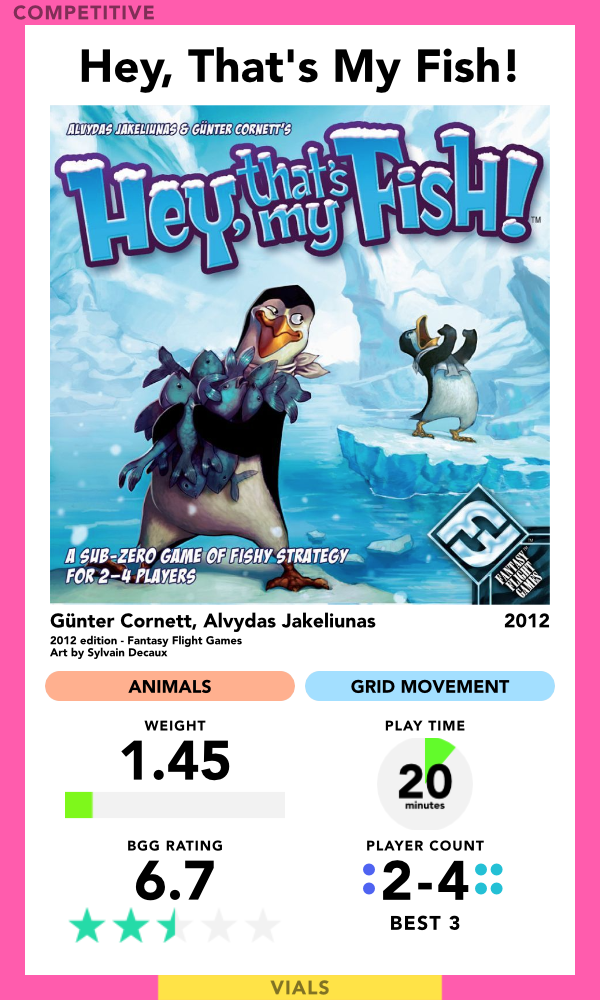 COMPETITIVE
Hey, That's My Fish!
ALVYDAS JAKELIUNAS & GÜNTER CORNETT'S
Hey, that's my Fish!™
A SUB-ZERO GAME OF FISHY STRATEGY
FOR 2-4 PLAYERS
FANTASY
FLIGHT
GAMES™
Günter Cornett, Alvydas Jakeliunas 2012
2012 edition - Fantasy Flight Games
Art by Sylvain Decaux
ANIMALS GRID MOVEMENT
WEIGHT
1.45
PLAY TIME
20
minutes
BGG RATING
6.7
PLAYER COUNT
2-4
BEST 3
VIALS